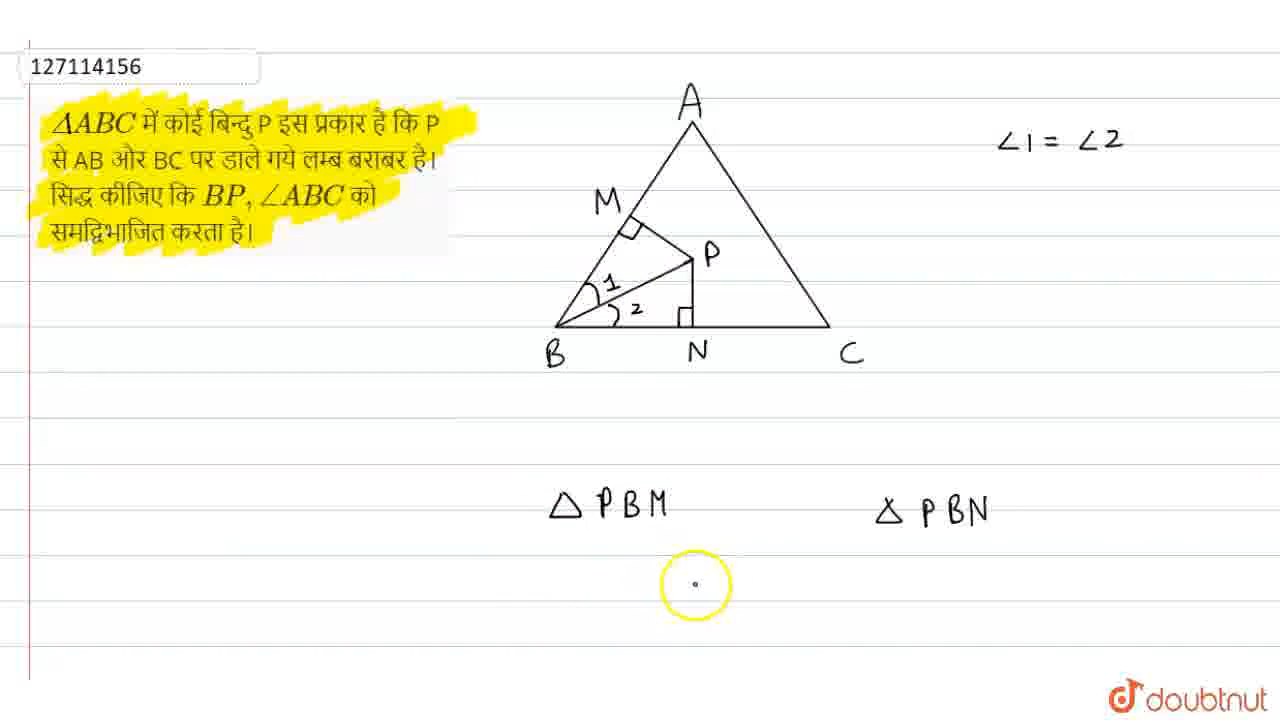 127114156
ΔABC में कोई बिन्दु P इस प्रकार है कि P
से AB और BC पर डाले गये लम्ब बराबर है।
सिद्ध कीजिए कि BP, ∠ABC को
समद्विभाजित करता है।
A
∠1 = ∠2
M
P
1
2
B
N
C
△ PBM
△ PBN
doubtnut